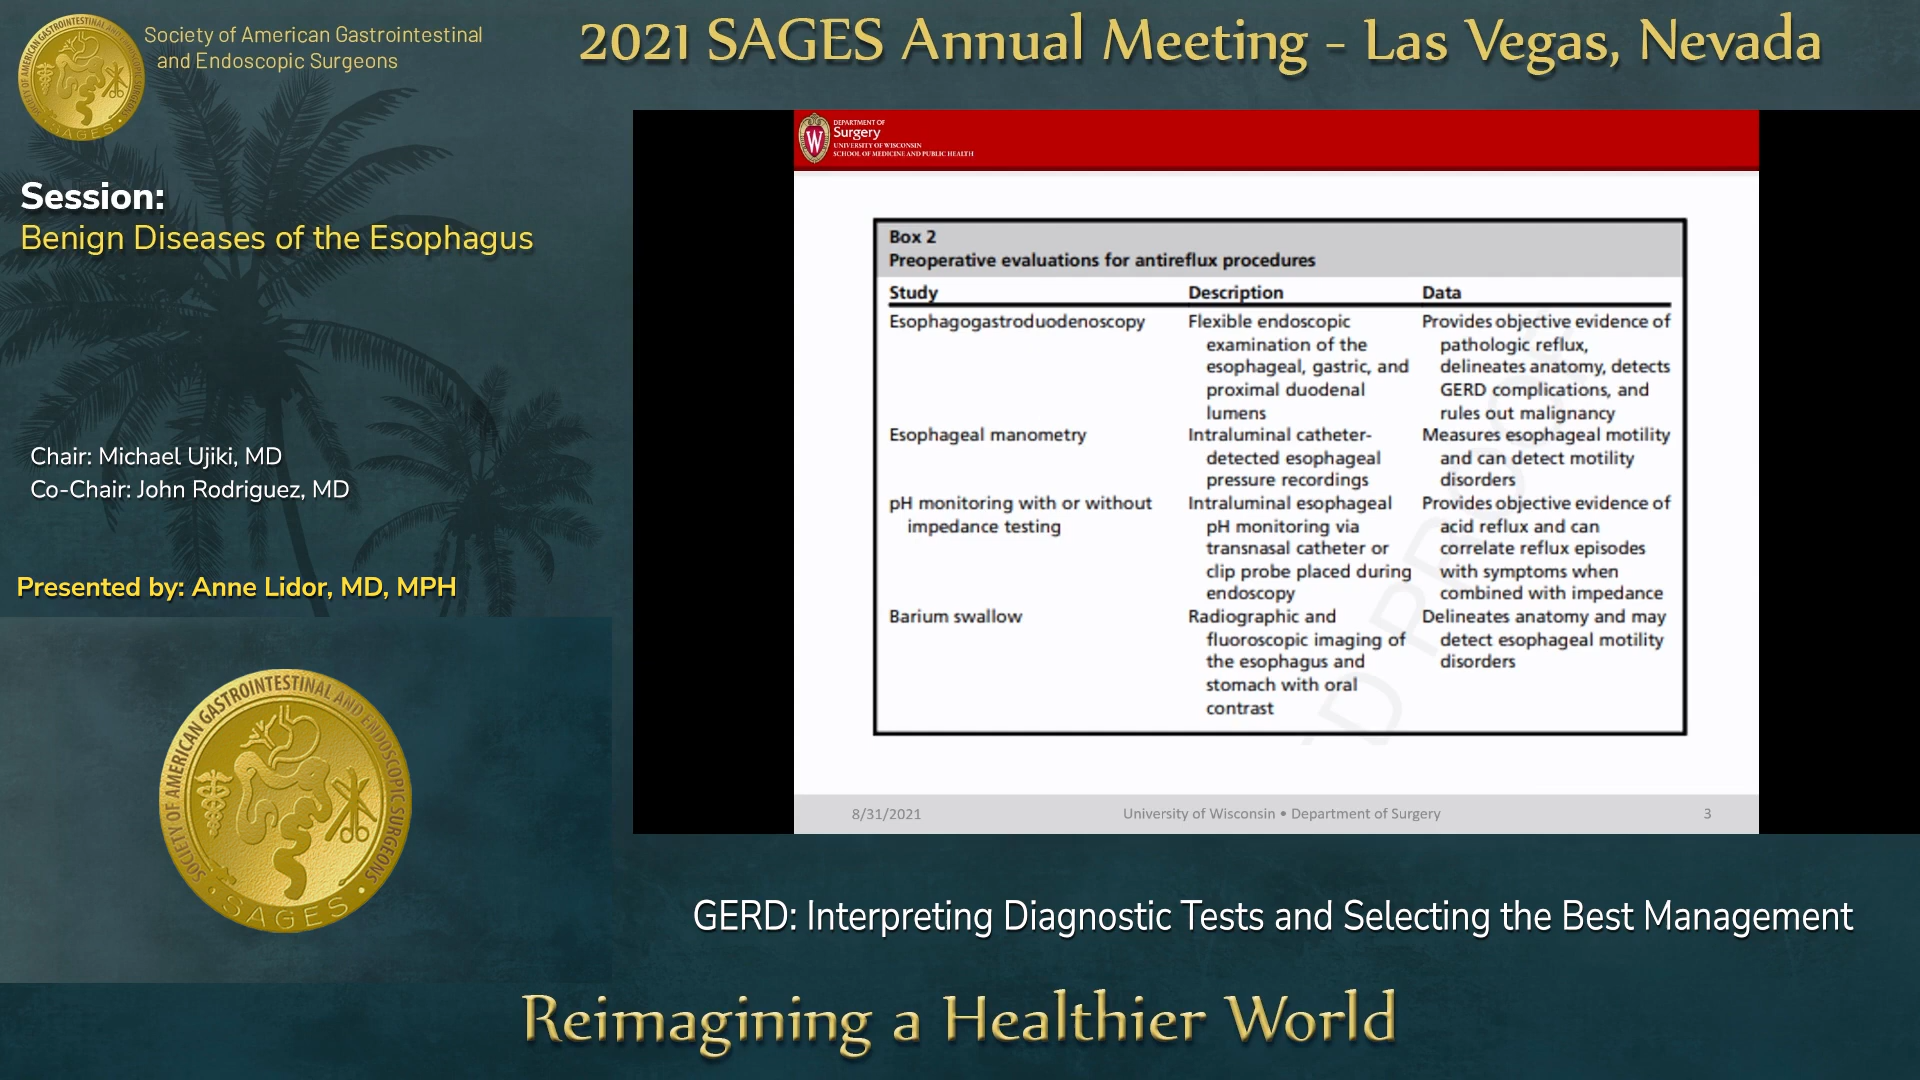 Society of American Gastrointestinal
and Endoscopic Surgeons
2021 SAGES Annual Meeting - Las Vegas, Nevada
Session:
Benign Diseases of the Esophagus
Chair: Michael Ujiki, MD
Co-Chair: John Rodriguez, MD
Presented by: Anne Lidor, MD, MPH
SOCIETY OF AMERICAN GASTROINTESTINAL AND ENDOSCOPIC SURGEONS
SAGES
DEPARTMENT OF
Surgery
UNIVERSITY OF WISCONSIN
SCHOOL OF MEDICINE AND PUBLIC HEALTH
Box 2
Preoperative evaluations for antireflux procedures
Study Description Data
Esophagogastroduodenoscopy Flexible endoscopic Provides objective evidence of
examination of the pathologic reflux,
esophageal, gastric, and delineates anatomy, detects
proximal duodenal GERD complications, and
lumens rules out malignancy
Esophageal manometry Intraluminal catheter- Measures esophageal motility
detected esophageal and can detect motility
pressure recordings disorders
pH monitoring with or without Intraluminal esophageal Provides objective evidence of
impedance testing pH monitoring via acid reflux and can
transnasal catheter or correlate reflux episodes
clip probe placed during with symptoms when
endoscopy combined with impedance
Barium swallow Radiographic and Delineates anatomy and may
fluoroscopic imaging of detect esophageal motility
the esophagus and disorders
stomach with oral
contrast
8/31/2021 University of Wisconsin • Department of Surgery 3
GERD: Interpreting Diagnostic Tests and Selecting the Best Management
Reimagining a Healthier World